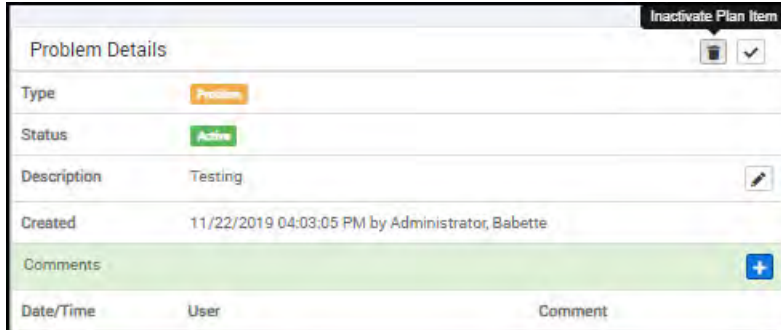 Inactivate Plan Item
Problem Details
Type Problem
Status Active
Description Testing
Created 11/22/2019 04:03:05 PM by Administrator, Babette
Comments
Date/Time User Comment